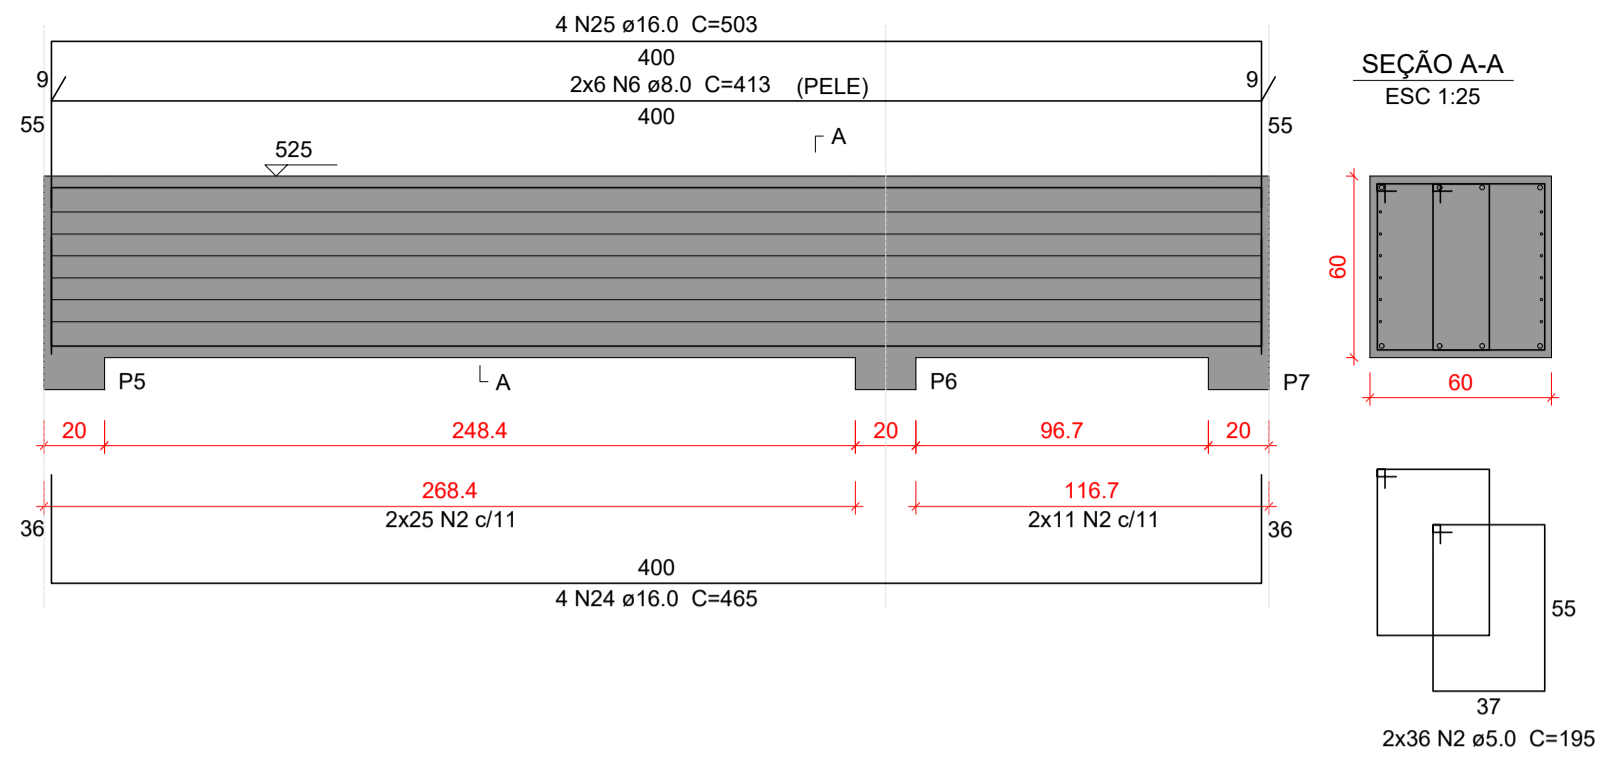 4 N25 ø16.0 C=503
400
2x6 N6 ø8.0 C=413 (PELE)
400
9
9
55
55
A
525
P5
A
P6
P7
20
248.4
20
96.7
20
268.4
116.7
2x25 N2 c/11
2x11 N2 c/11
36
36
400
4 N24 ø16.0 C=465
SEÇÃO A-A
ESC 1:25
60
60
55
37
2x36 N2 ø5.0 C=195